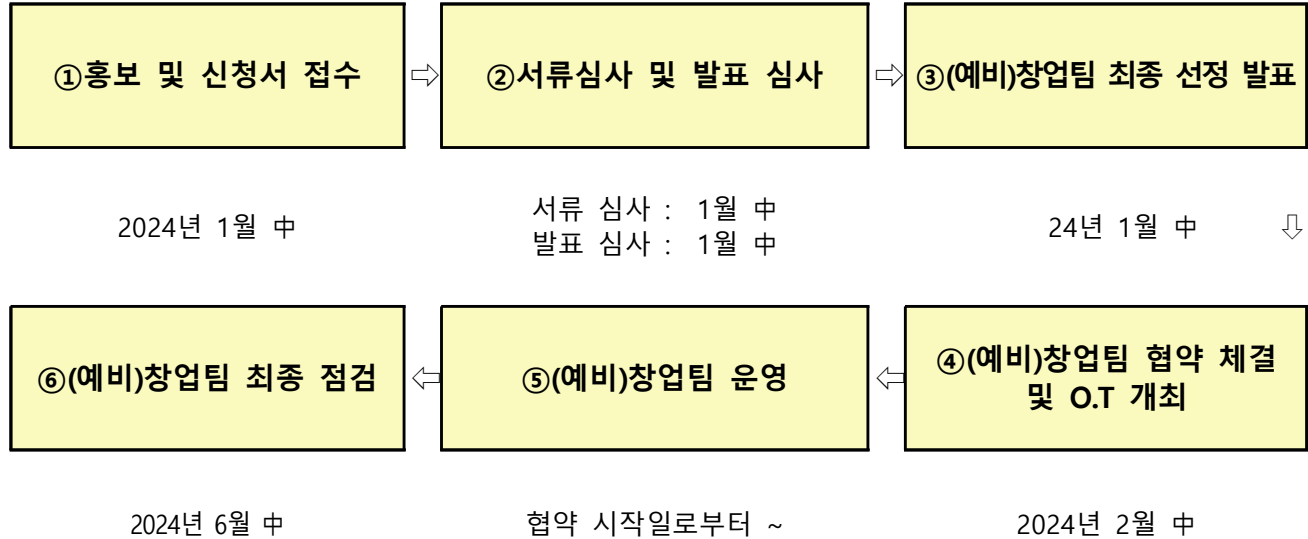 ①홍보 및 신청서 접수
⇨
②서류심사 및 발표 심사
⇨
③(예비)창업팀 최종 선정 발표
2024년 1월 中
서류 심사 : 1월 中
발표 심사 : 1월 中
24년 1월 中
⇩
④(예비)창업팀 협약 체결
및 O.T 개최
⇦
⑤(예비)창업팀 운영
⇦
⑥(예비)창업팀 최종 점검
2024년 2월 中
협약 시작일로부터 ~
2024년 6월 中